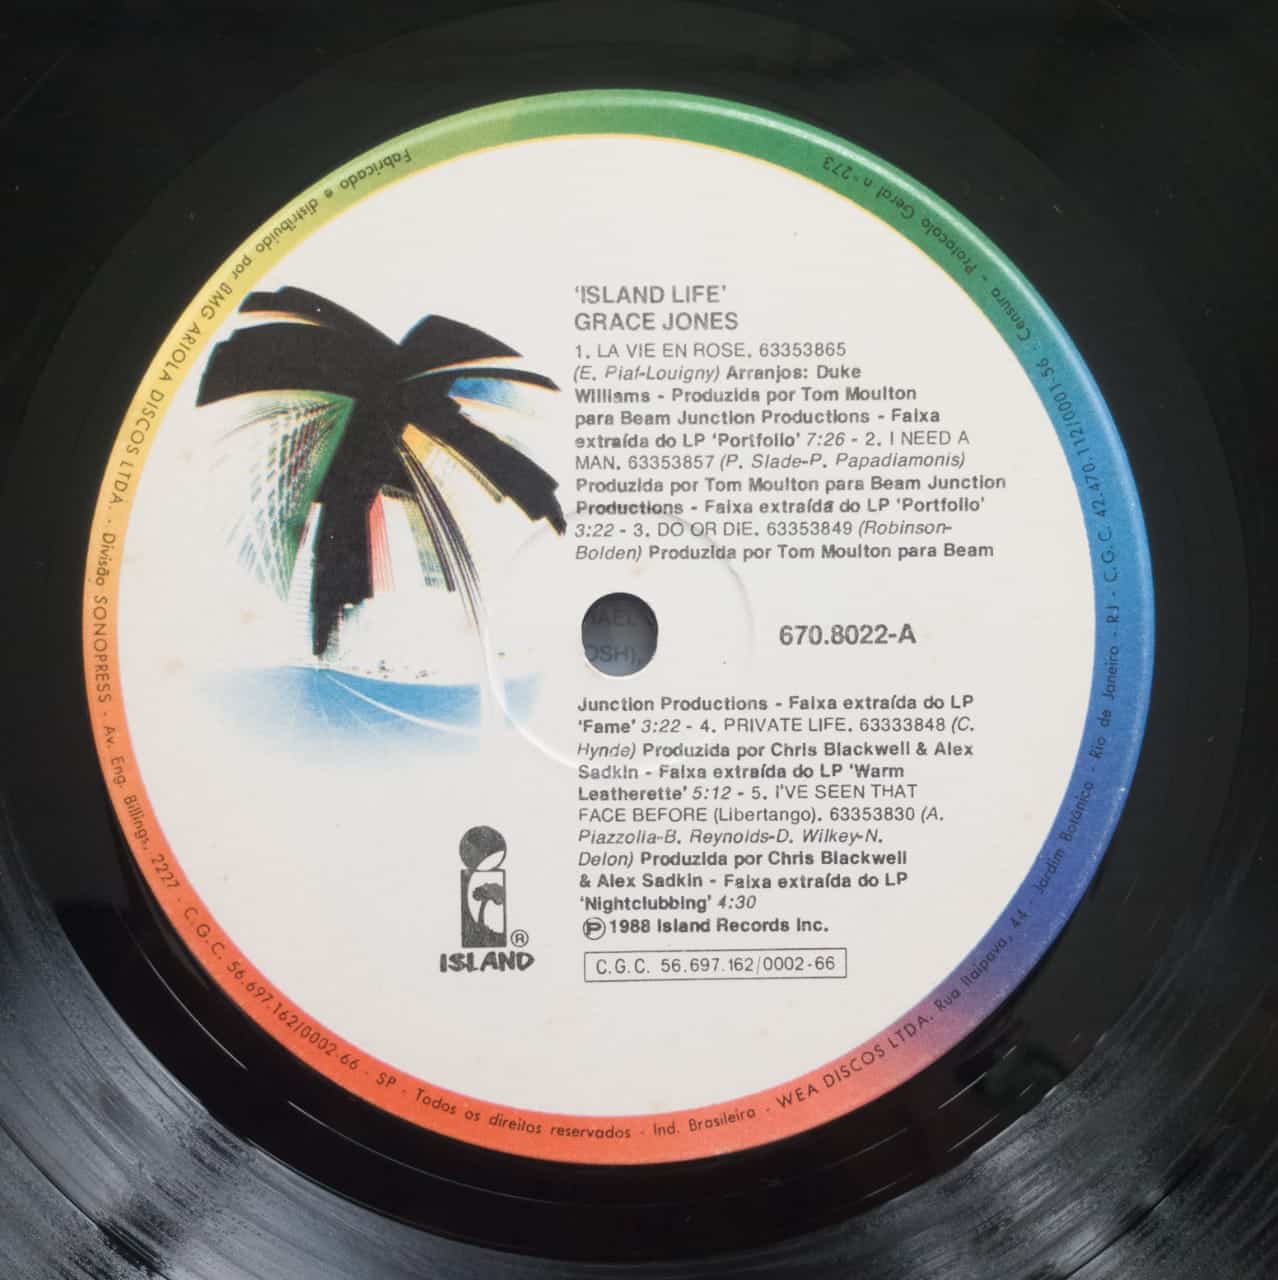 'ISLAND LIFE'
GRACE JONES
1. LA VIE EN ROSE. 63353865
(E. Piaf-Louigny) Arranjos: Duke
Williams - Produzida por Tom Moulton
para Beam Junction Productions - Faixa
extraída do LP 'Portfolio' 7:26 - 2. I NEED A
MAN. 63353857 (P. Slade-P. Papadiamonis)
Produzida por Tom Moulton para Beam Junction
Productions - Faixa extraída do LP 'Portfolio'
3:22 - 3. DO OR DIE. 63353849 (Robinson-
Bolden) Produzida por Tom Moulton para Beam
670.8022-A
Junction Productions - Faixa extraída do LP
'Fame' 3:22 - 4. PRIVATE LIFE. 63333848 (C.
Hynde) Produzida por Chris Blackwell & Alex
Sadkin - Faixa extraída do LP 'Warm
Leatherette' 5:12 - 5. I'VE SEEN THAT
FACE BEFORE (Libertango). 63353830 (A.
Piazzolla-B. Reynolds-D. Wilkey-N.
Delon) Produzida por Chris Blackwell
& Alex Sadkin - Faixa extraída do LP
'Nightclubbing' 4:30
Ⓟ 1988 Island Records Inc.
C.G.C. 56.697.162/0002-66
® ISLAND
Fabricado e distribuído por BMG ARIOLA DISCOS LTDA. - Divisão SONOPRESS - Av. Eng. Billings, 2227 - C.G.C. 56.697.162/0002-66 - SP - Todos os direitos reservados - Ind. Brasileira - WEA DISCOS LTDA. Rua Itaipava, 44 - Jardim Botânico - Rio de Janeiro - RJ - C.G.C. 42.470.112/0001-56 - Censura - Protocolo Geral nº 273